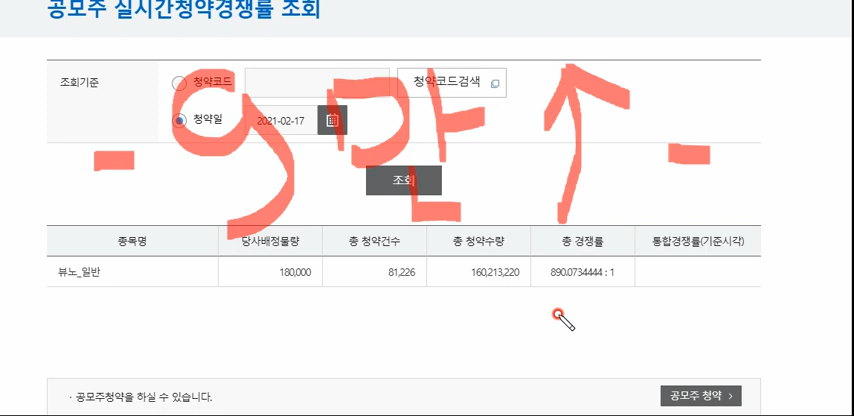 공모주 실시간청약경쟁률 조회
조회기준 청약코드 청약코드검색
청약일 2021-02-17
- 9만 ↑ -
조회
종목명 당사배정물량 총 청약건수 총 청약수량 총 경쟁률 통합경쟁률(기준시각)
뷰노_일반 180,000 81,226 160,213,220 890.0734444 : 1
· 공모주청약을 하실 수 있습니다. 공모주 청약 >